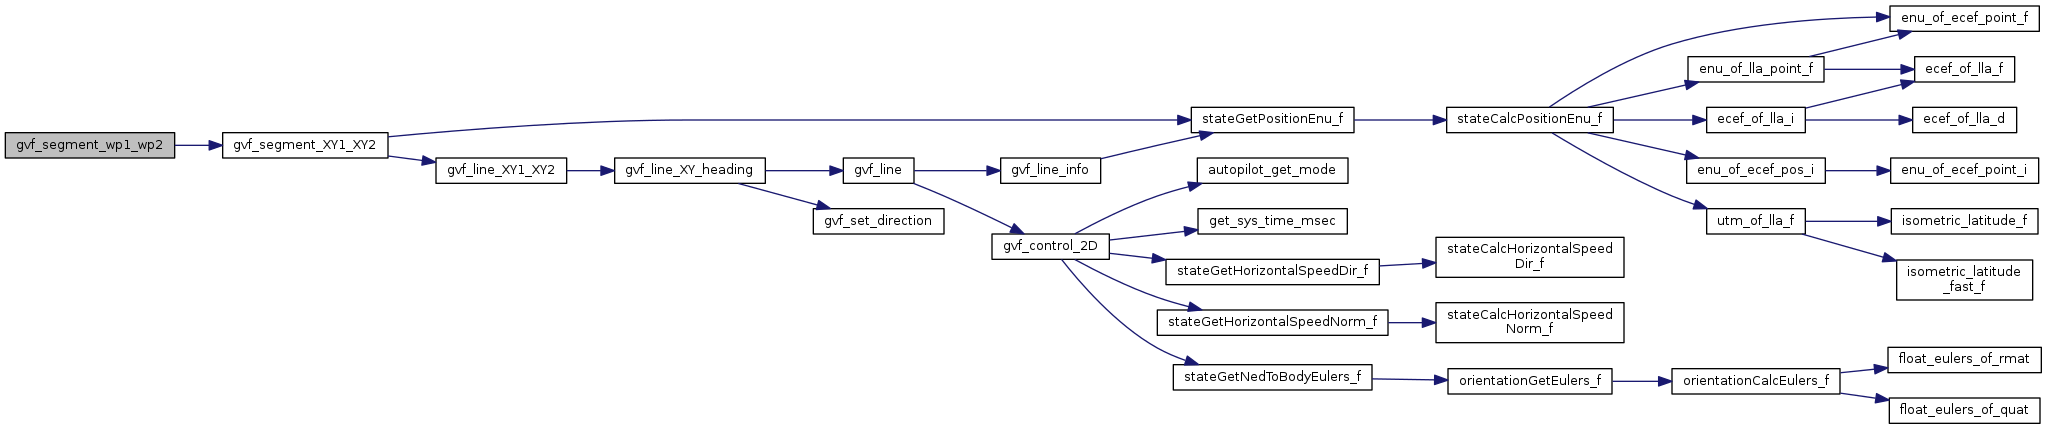 gvf_segment_wp1_wp2
gvf_segment_XY1_XY2
gvf_line_XY1_XY2
gvf_line_XY_heading
gvf_line
gvf_set_direction
gvf_line_info
gvf_control_2D
stateGetPositionEnu_f
autopilot_get_mode
get_sys_time_msec
stateGetHorizontalSpeedDir_f
stateGetHorizontalSpeedNorm_f
stateGetNedToBodyEulers_f
stateCalcPositionEnu_f
stateCalcHorizontalSpeed
Dir_f
stateCalcHorizontalSpeed
Norm_f
orientationGetEulers_f
enu_of_lla_point_f
ecef_of_lla_i
enu_of_ecef_pos_i
utm_of_lla_f
orientationCalcEulers_f
enu_of_ecef_point_f
ecef_of_lla_f
ecef_of_lla_d
enu_of_ecef_point_i
isometric_latitude_f
isometric_latitude
_fast_f
float_eulers_of_rmat
float_eulers_of_quat